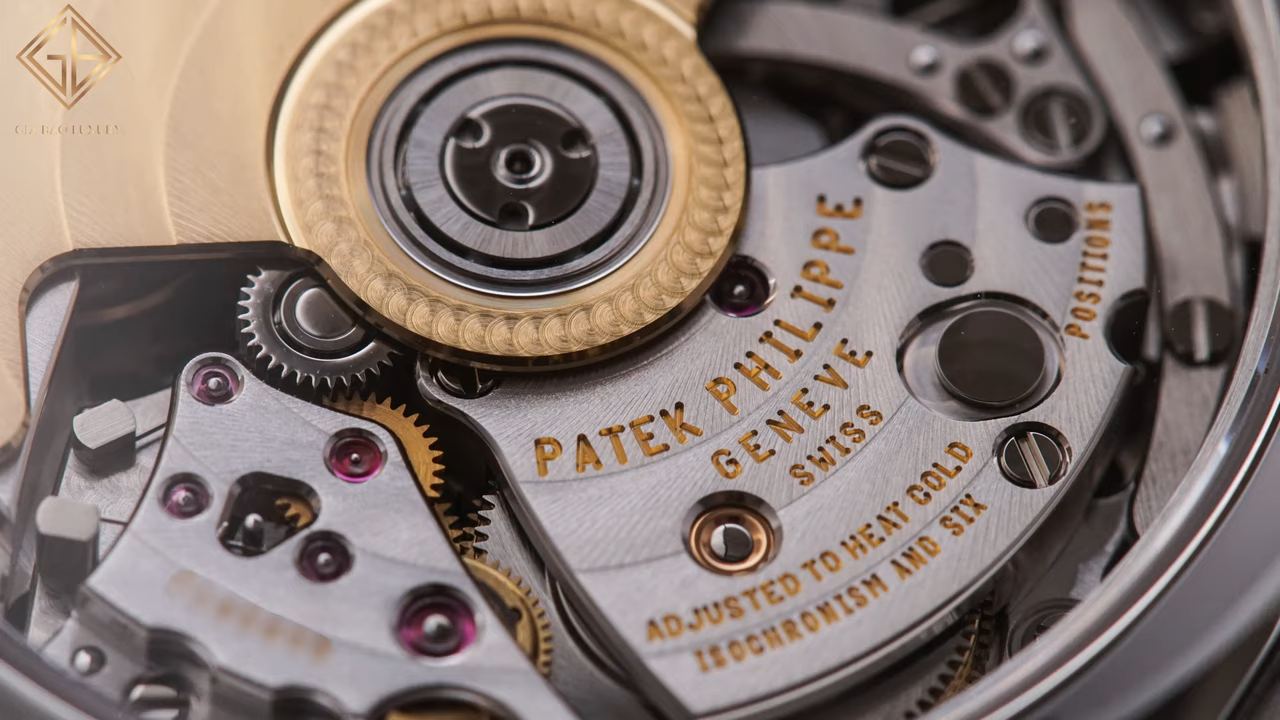 PATEK PHILIPPE
GENEVE
SWISS
ADJUSTED TO HEAT COLD
ISOCHRONISM AND SIX
POSITIONS